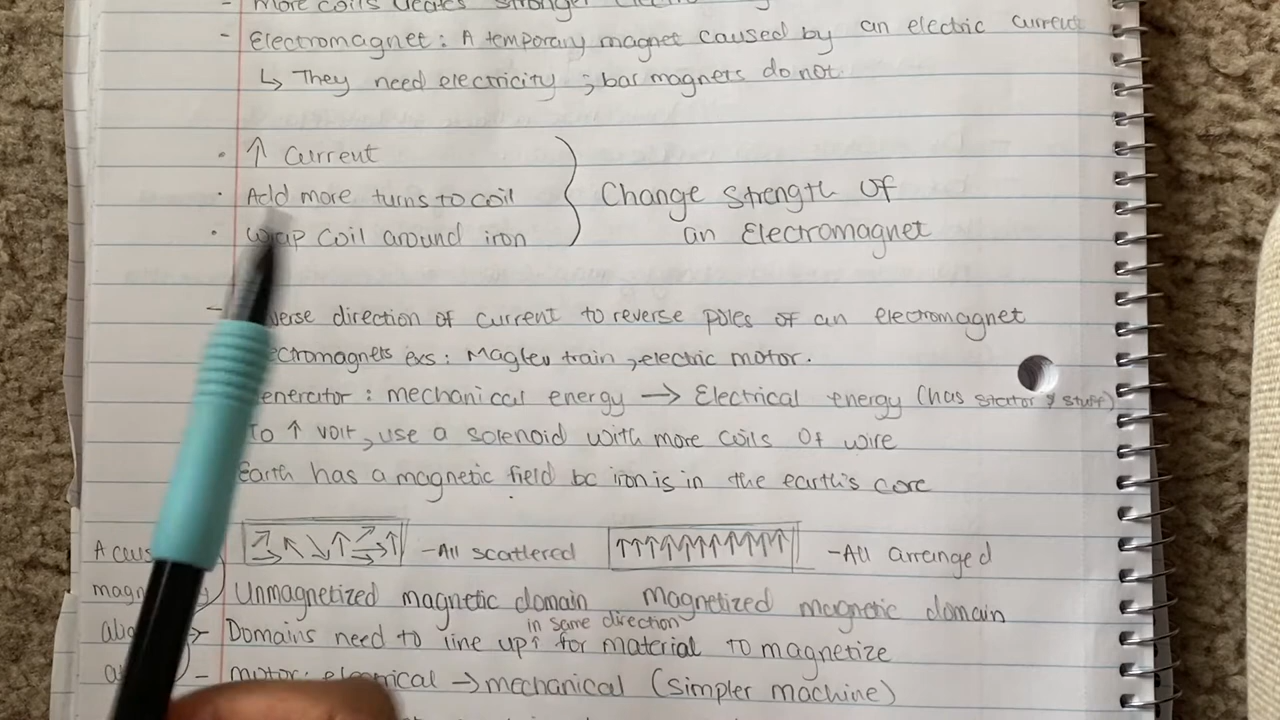 - more coils
- Electromagnet: A temporary magnet caused by an electric current
↳ They need electricity ; bar magnets do not.
• ↑ current
• Add more turns to coil
• wrap coil around iron
Change strength of
an Electromagnet
- verse direction of current to reverse poles of an electromagnet
ectromagnets exs: Maglev train, electric motor.
enerator: mechanical energy → Electrical energy (has stator & stuff)
To ↑ volt, use a solenoid with more coils of wire
Earth has a magnetic field bc iron is in the earth's core
-All scattered
-All arranged
Unmagnetized magnetic domain
magnetized magnetic domain
in same direction
Domains need to line up↑ for material to magnetize
- motor: electrical → mechanical (simpler machine)